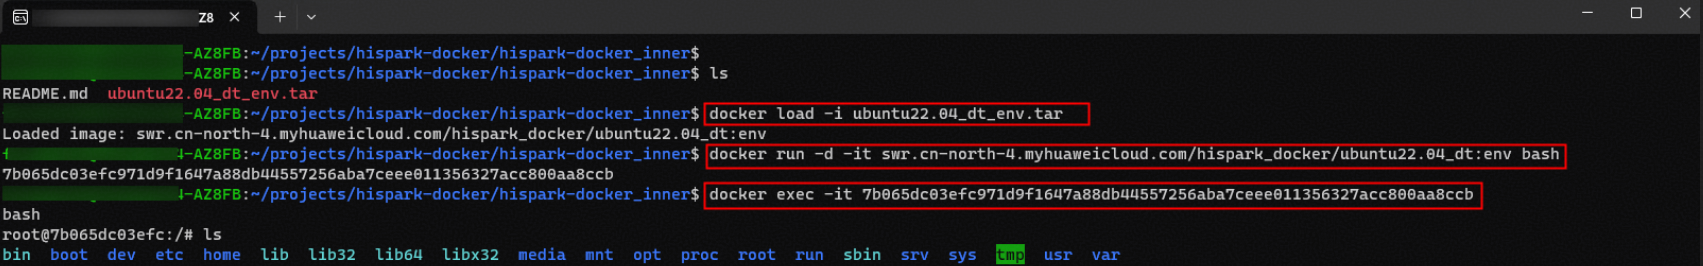 Z8
-AZ8FB:~/projects/hispark-docker/hispark-docker_inner$
-AZ8FB:~/projects/hispark-docker/hispark-docker_inner$ ls
README.md  ubuntu22.04_dt_env.tar
-AZ8FB:~/projects/hispark-docker/hispark-docker_inner$ docker load -i ubuntu22.04_dt_env.tar
Loaded image: swr.cn-north-4.myhuaweicloud.com/hispark_docker/ubuntu22.04_dt:env
4-AZ8FB:~/projects/hispark-docker/hispark-docker_inner$ docker run -d -it swr.cn-north-4.myhuaweicloud.com/hispark_docker/ubuntu22.04_dt:env bash
7b065dc03efc971d9f1647a88db44557256aba7ceee011356327acc800aa8ccb
-AZ8FB:~/projects/hispark-docker/hispark-docker_inner$ docker exec -it 7b065dc03efc971d9f1647a88db44557256aba7ceee011356327acc800aa8ccb
bash
root@7b065dc03efc:/# ls
bin  boot  dev  etc  home  lib  lib32  lib64  libx32  media  mnt  opt  proc  root  run  sbin  srv  sys  tmp  usr  var